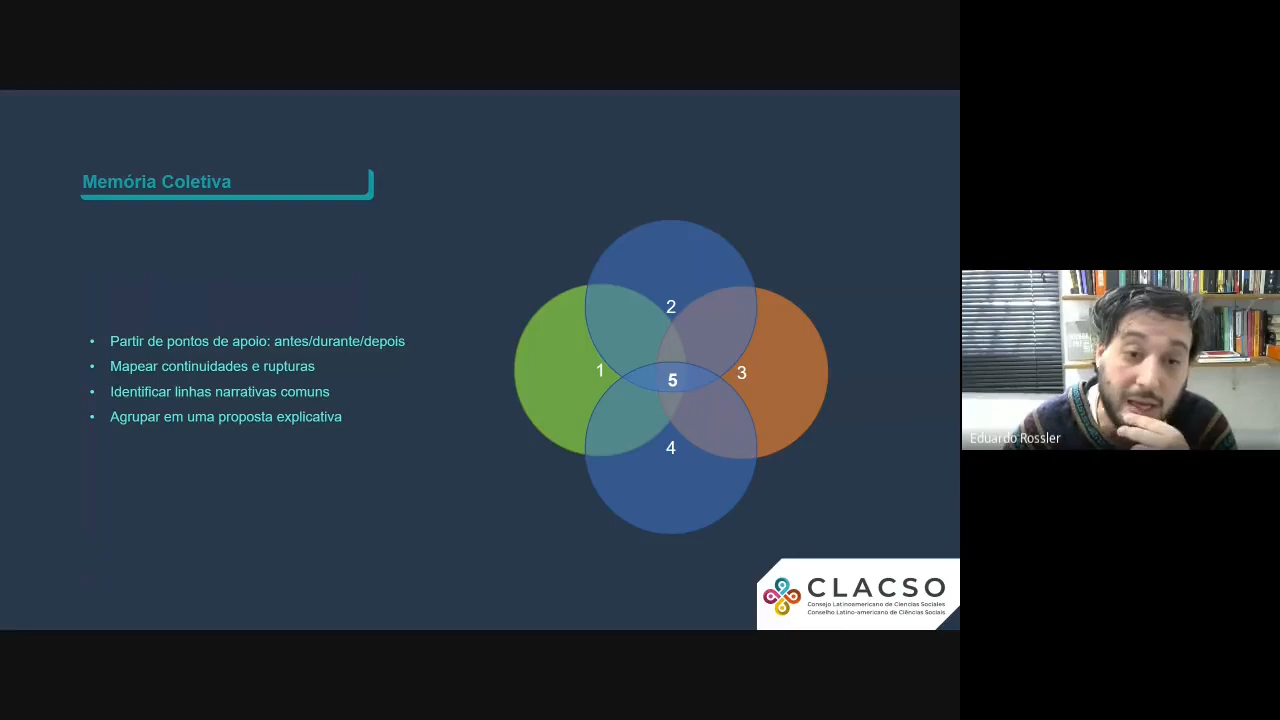 Memória Coletiva
• Partir de pontos de apoio: antes/durante/depois
• Mapear continuidades e rupturas
• Identificar linhas narrativas comuns
• Agrupar em uma proposta explicativa
2
1
5
3
4
CLACSO
Consejo Latinoamericano de Ciencias Sociales
Conselho Latino-americano de Ciências Sociais
Eduardo Rossler